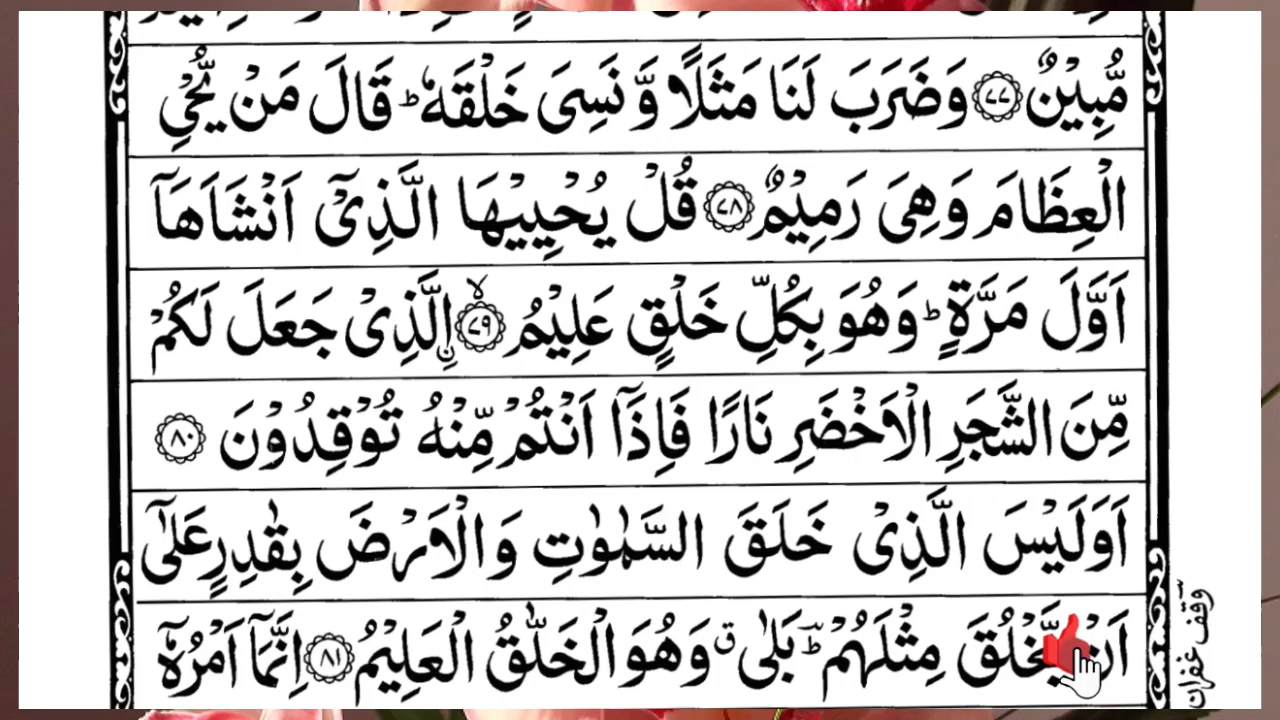 مُّبِيْنٌ ﴿۷۷﴾ وَضَرَبَ لَنَا مَثَلًا وَّ نَسِىَ خَلْقَهٗ ؕ قَالَ مَنْ يُّحْىِ
الْعِظَامَ وَهِىَ رَمِيْمٌ ﴿۷۸﴾ قُلْ يُحْيِيْهَا الَّذِىْۤ اَنْشَاَهَاۤ
اَوَّلَ مَرَّةٍ ؕ وَهُوَ بِكُلِّ خَلْقٍ عَلِيْمُ ۙ﴿۷۹﴾ اۨلَّذِىْ جَعَلَ لَكُمْ
مِّنَ الشَّجَرِ الْاَخْضَرِ نَارًا فَاِذَاۤ اَنْتُمْ مِّنْهُ تُوْقِدُوْنَ ﴿۸۰﴾
اَوَلَيْسَ الَّذِىْ خَلَقَ السَّمٰوٰتِ وَ الْاَرْضَ بِقٰدِرٍ عَلٰٓى
اَنْ يَّخْلُقَ مِثْلَهُمْ ؕ بَلٰى ۗ وَهُوَ الْخَلّٰقُ الْعَلِيْمُ ﴿۸۱﴾ اِنَّمَاۤ اَمْرُهٗۤ
وقف غفران